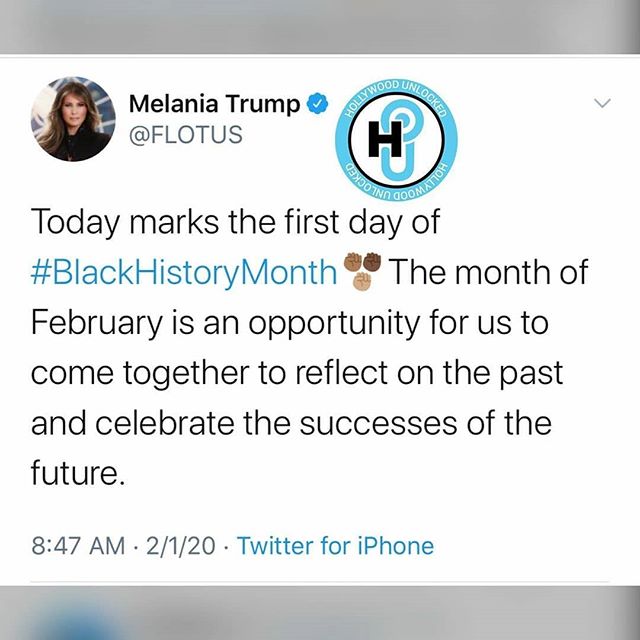 Melania Trump
@FLOTUS
HOLLYWOOD UNLOCKED
H
HOLLYWOOD UNLOCKED
Today marks the first day of
#BlackHistoryMonth The month of
February is an opportunity for us to
come together to reflect on the past
and celebrate the successes of the
future.
8:47 AM · 2/1/20 · Twitter for iPhone